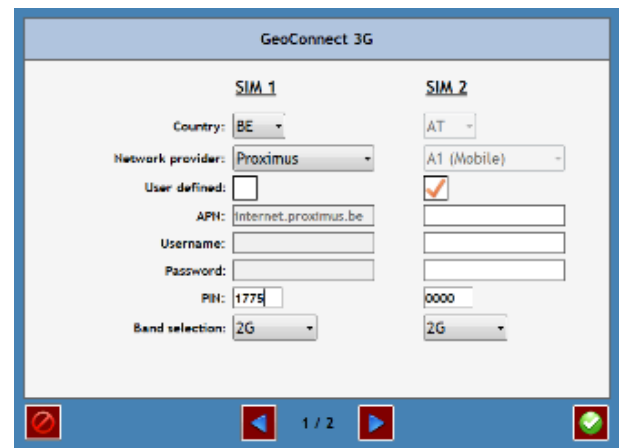 GeoConnect 3G
SIM 1 SIM 2
Country: BE AT
Network provider: Proximus A1 (Mobile)
User defined:
APN: internet.proximus.be
Username:
Password:
PIN: 1775 0000
Band selection: 2G 2G
1 / 2